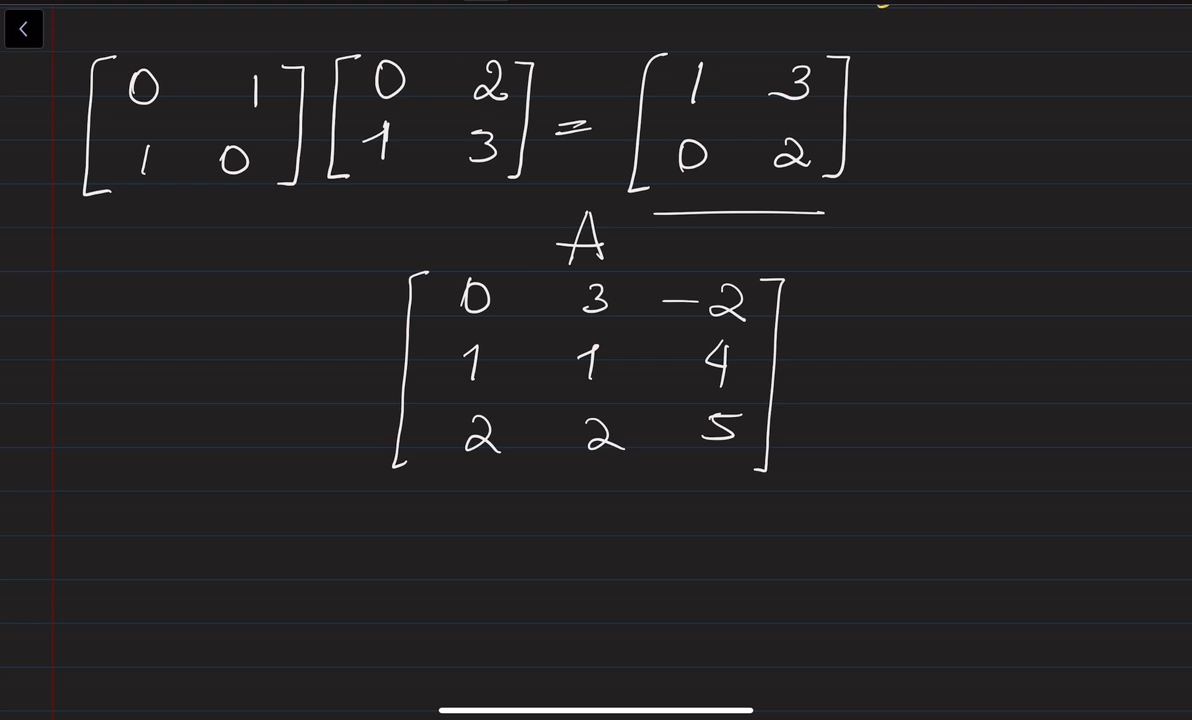 [0 1] [0 2] = [1 3]
[1 0] [1 3] [0 2]
A
[0 3 -2]
[1 1 4]
[2 2 5]